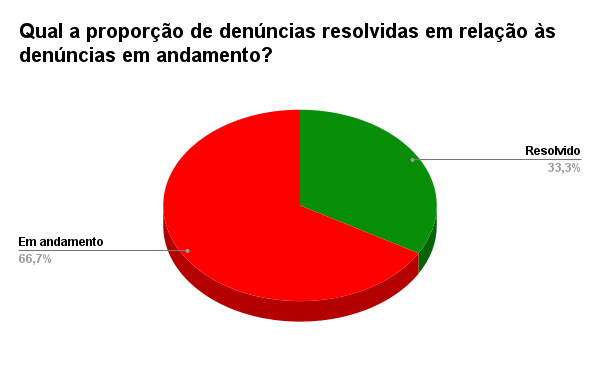 Qual a proporção de denúncias resolvidas em relação às
denúncias em andamento?
Resolvido
33,3%
Em andamento
66,7%